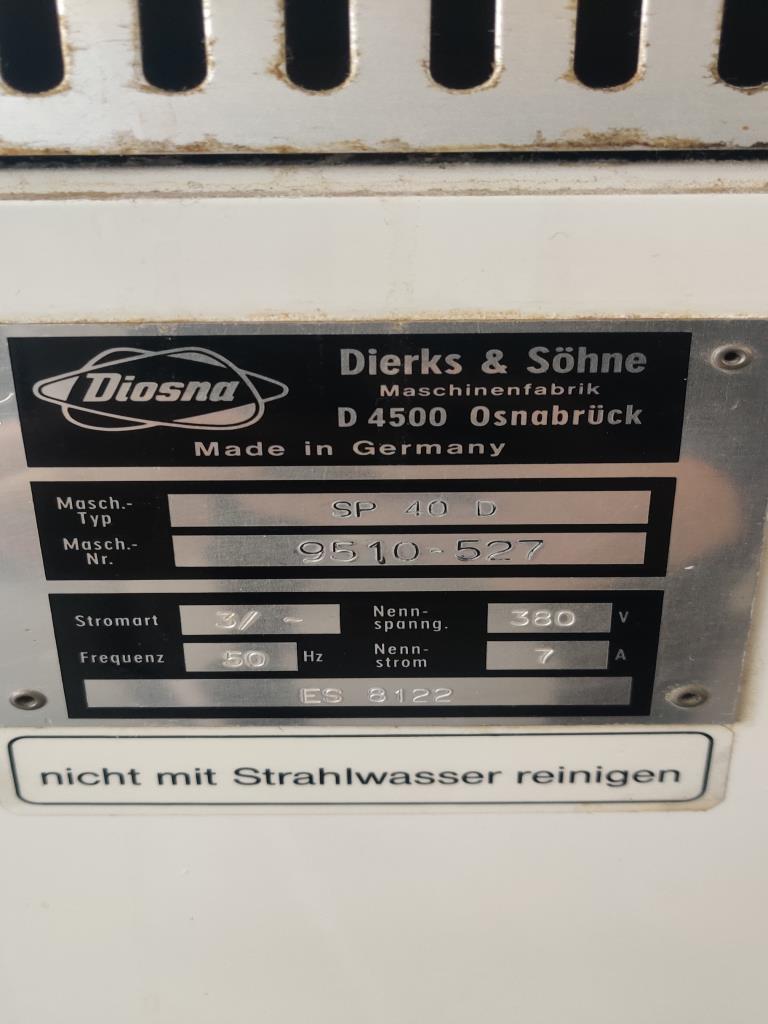 Diosna
Dierks & Söhne
Maschinenfabrik
D 4500 Osnabrück
Made in Germany
Masch.-Typ SP 40 D
Masch.-Nr. 9510-527
Stromart 3/ ~ Nenn-spanng. 380 V
Frequenz 50 Hz Nenn-strom 7 A
ES 8122
nicht mit Strahlwasser reinigen